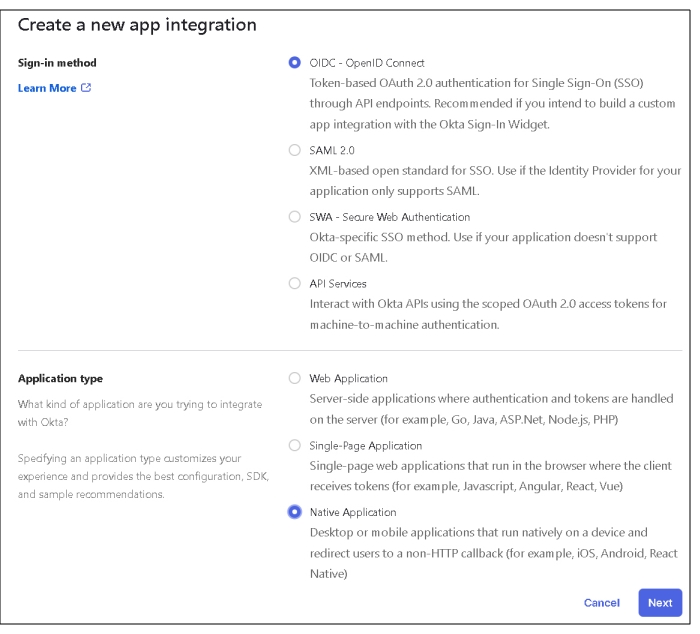 Create a new app integration
Sign-in method
Learn More
OIDC - OpenID Connect
Token-based OAuth 2.0 authentication for Single Sign-On (SSO)
through API endpoints. Recommended if you intend to build a custom
app integration with the Okta Sign-In Widget.
SAML 2.0
XML-based open standard for SSO. Use if the Identity Provider for your
application only supports SAML.
SWA - Secure Web Authentication
Okta-specific SSO method. Use if your application doesn't support
OIDC or SAML.
API Services
Interact with Okta APIs using the scoped OAuth 2.0 access tokens for
machine-to-machine authentication.
Application type
What kind of application are you trying to integrate
with Okta?
Specifying an application type customizes your
experience and provides the best configuration, SDK,
and sample recommendations.
Web Application
Server-side applications where authentication and tokens are handled
on the server (for example, Go, Java, ASP.Net, Node.js, PHP)
Single-Page Application
Single-page web applications that run in the browser where the client
receives tokens (for example, Javascript, Angular, React, Vue)
Native Application
Desktop or mobile applications that run natively on a device and
redirect users to a non-HTTP callback (for example, iOS, Android, React
Native)
Cancel
Next